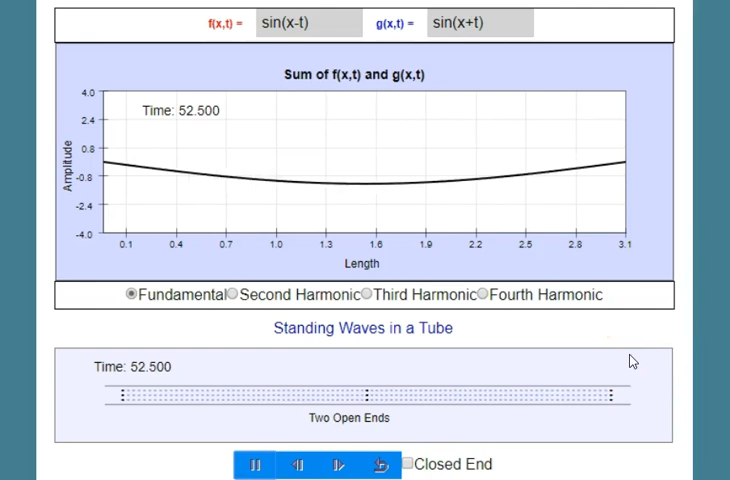 f(x,t) = sin(x-t) g(x,t) = sin(x+t)
Sum of f(x,t) and g(x,t)
Time: 52.500
4.0
2.4
0.8
-0.8
-2.4
-4.0
Amplitude
0.1 0.4 0.7 1.0 1.3 1.6 1.9 2.2 2.5 2.8 3.1
Length
Fundamental Second Harmonic Third Harmonic Fourth Harmonic
Standing Waves in a Tube
Time: 52.500
Two Open Ends
Closed End